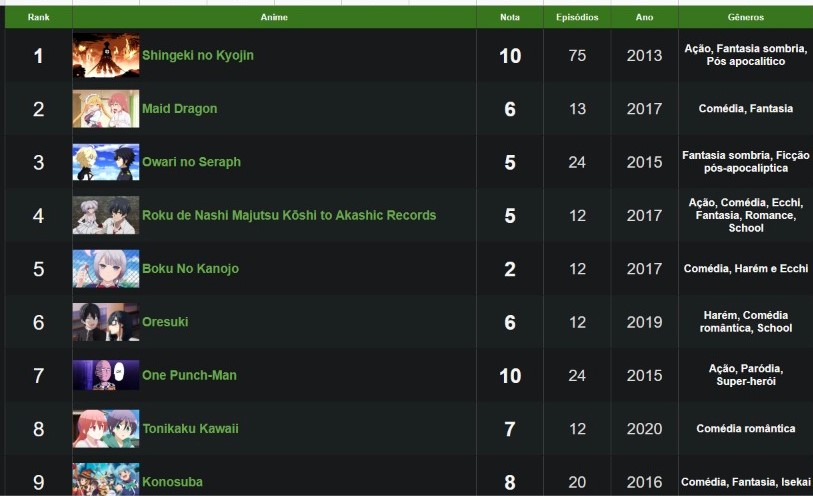 Rank Anime Nota Episódios Ano Gêneros
1 Shingeki no Kyojin 10 75 2013 Ação, Fantasia sombria,
Pós apocalítico
2 Maid Dragon 6 13 2017 Comédia, Fantasia
3 Owari no Seraph 5 24 2015 Fantasia sombria, Ficção
pós-apocalíptica
4 Roku de Nashi Majutsu Kōshi to Akashic Records 5 12 2017 Ação, Comédia, Ecchi,
Fantasia, Romance,
School
5 Boku No Kanojo 2 12 2017 Comédia, Harém e Ecchi
6 Oresuki 6 12 2019 Harém, Comédia
romântica, School
7 One Punch-Man 10 24 2015 Ação, Paródia,
Super-herói
8 Tonikaku Kawaii 7 12 2020 Comédia romântica
9 Konosuba 8 20 2016 Comédia, Fantasia, Isekai